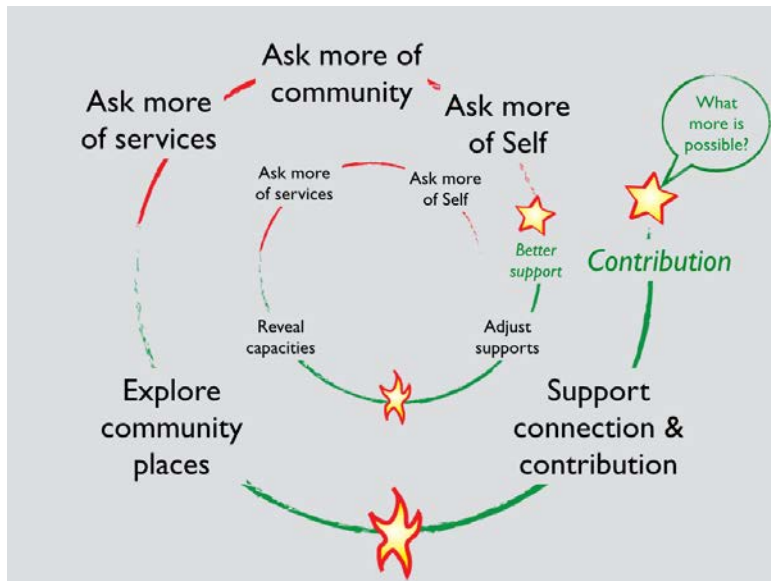 Ask more of
community
Ask more
of services
Ask more
of Self
What
more is
possible?
Ask more
of services
Ask more
of Self
Better
support
Contribution
Reveal
capacities
Adjust
supports
Explore
community
places
Support
connection &
contribution